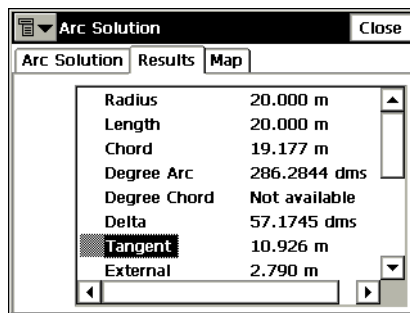 Arc Solution Close
Arc Solution Results Map
Radius 20.000 m
Length 20.000 m
Chord 19.177 m
Degree Arc 286.2844 dms
Degree Chord Not available
Delta 57.1745 dms
Tangent 10.926 m
External 2.790 m